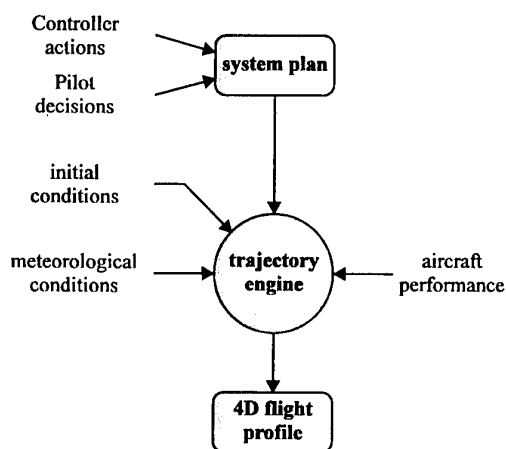 Controller
actions
system plan
Pilot
decisions
initial
conditions
meteorological
conditions
trajectory
engine
aircraft
performance
4D flight
profile